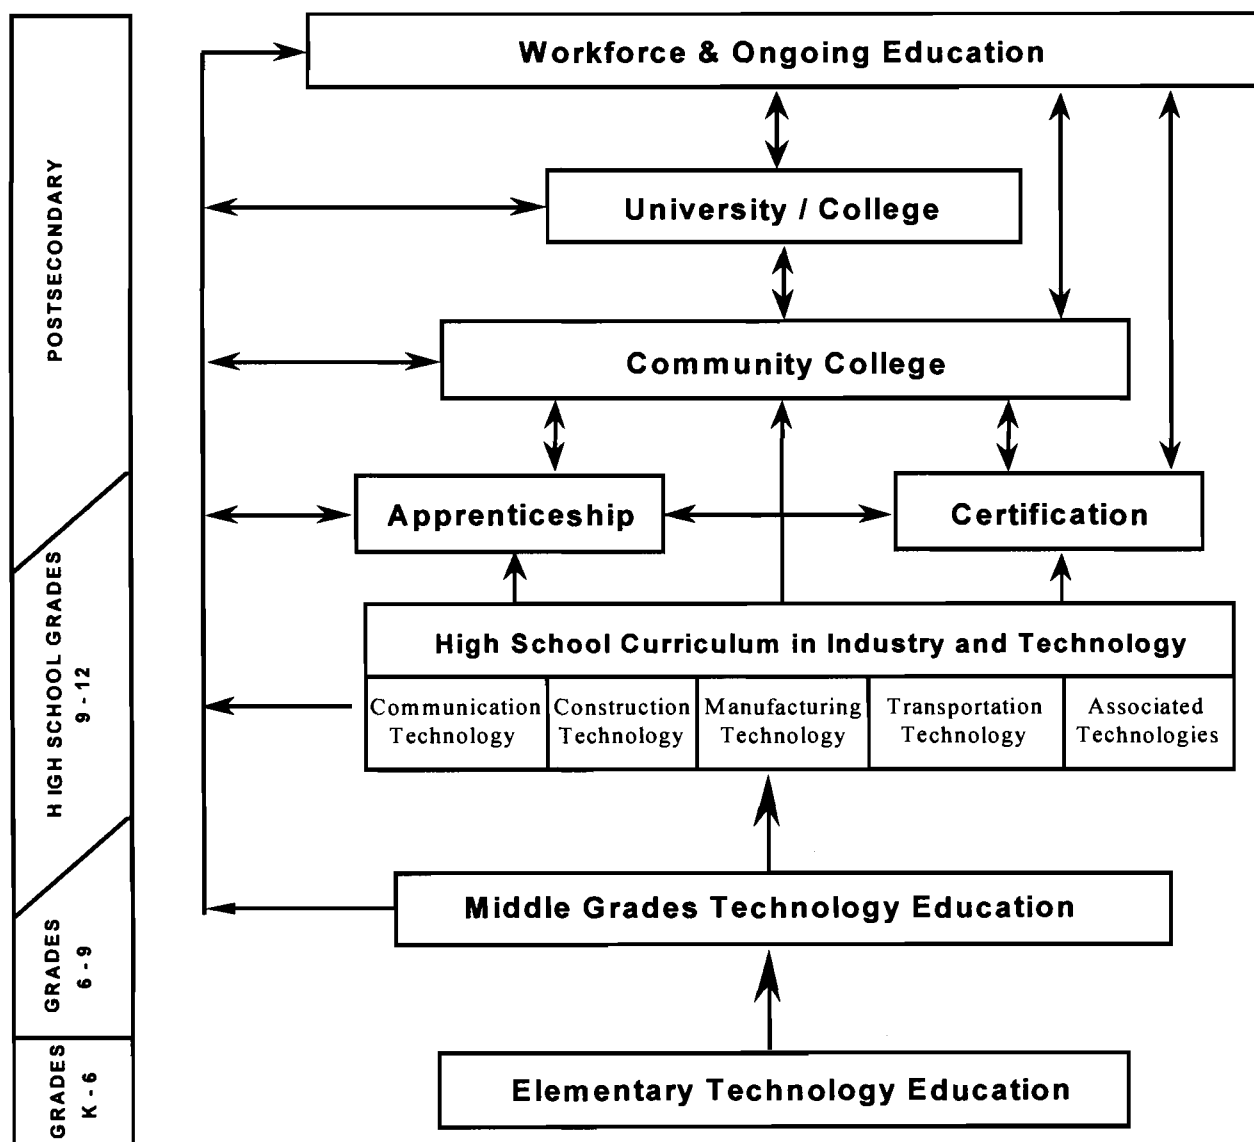 Workforce & Ongoing Education
University / College
Community College
Apprenticeship
Certification
High School Curriculum in Industry and Technology
Communication
Technology
Construction
Technology
Manufacturing
Technology
Transportation
Technology
Associated
Technologies
Middle Grades Technology Education
Elementary Technology Education
POSTSECONDARY
HIGH SCHOOL GRADES
9 - 12
GRADES
6 - 9
GRADES
K - 6